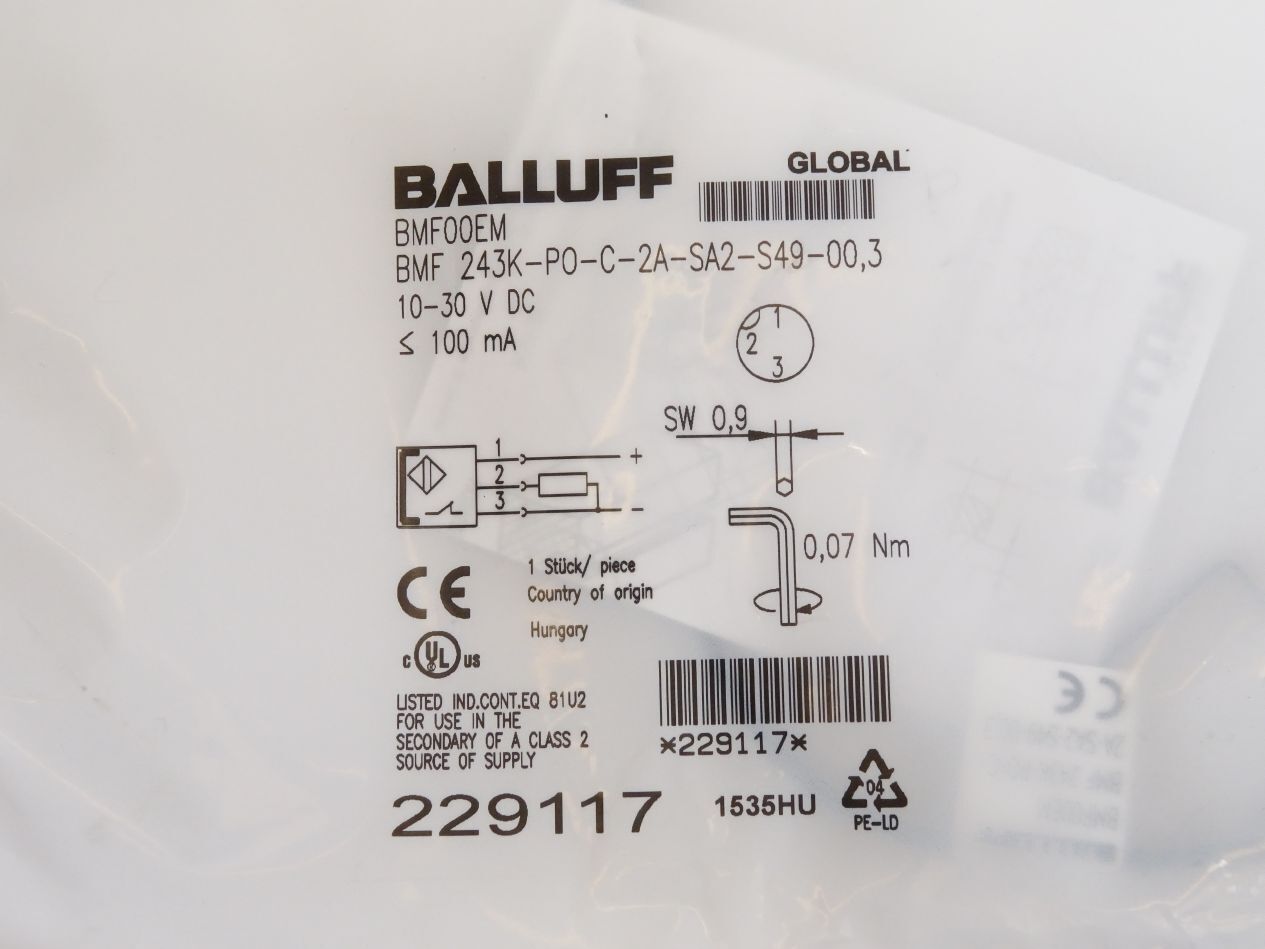 BALLUFF
GLOBAL
BMF00EM
BMF 243K-PO-C-2A-SA2-S49-00,3
10-30 V DC
≤ 100 mA
1
2
3
SW 0,9
1
+
2
3
-
0,07 Nm
1 Stück/ piece
Country of origin
Hungary
CE
c UL us
LISTED IND.CONT.EQ 81U2
FOR USE IN THE
SECONDARY OF A CLASS 2
SOURCE OF SUPPLY
*229117*
229117
1535HU
04
PE-LD
BALLUFF
CE